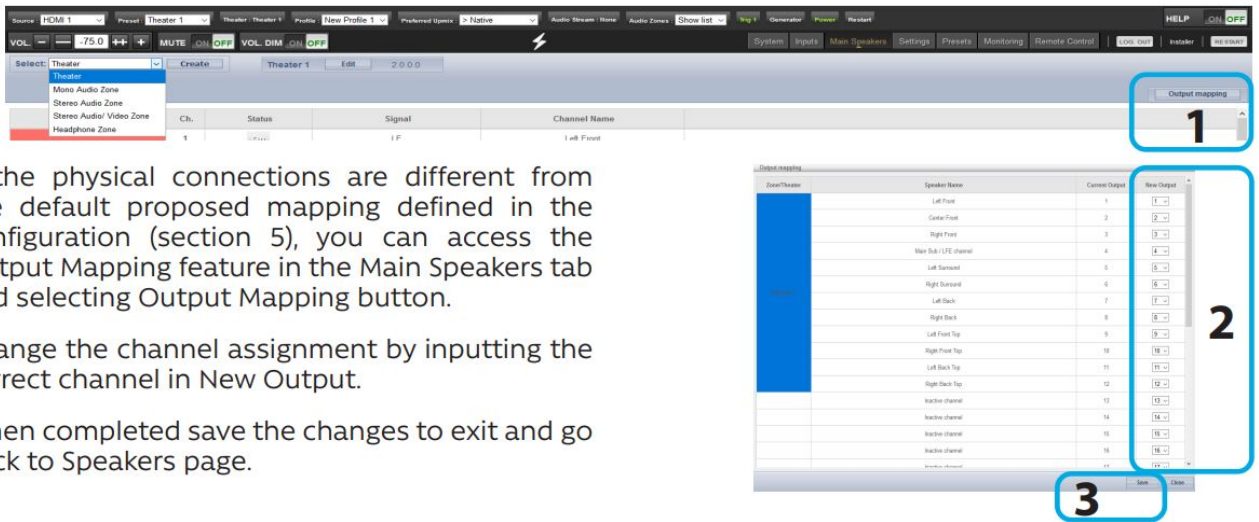 Source : HDMI 1 Preset : Theater 1 Theater : Theater 1 Profile : New Profile 1 Preferred Upmix : > Native Audio Stream : None Audio Zones : Show list Trig 1 Generator Power Restart HELP ON OFF
VOL. -75.0 MUTE ON OFF VOL. DIM ON OFF System Inputs Main Speakers Settings Presets Monitoring Remote Control LOG OUT installer RESTART
Select: Theater Create Theater 1 Edit 2.0.0.0
Theater
Mono Audio Zone
Stereo Audio Zone
Stereo Audio/ Video Zone
Headphone Zone
Output mapping
1
Ch. Status Signal Channel Name
1 LF Left Front
the physical connections are different from
e default proposed mapping defined in the
nfiguration (section 5), you can access the
tput Mapping feature in the Main Speakers tab
d selecting Output Mapping button.
ange the channel assignment by inputting the
rrect channel in New Output.
hen completed save the changes to exit and go
ck to Speakers page.
Output mapping
Zone/Theater Speaker Name Current Output New Output
Left Front 1 1
Center Front 2 2
Right Front 3 3
Main Sub / LFE channel 4 4
Left Surround 5 5
Right Surround 6 6
Left Back 7 7
Right Back 8 8
Left Front Top 9 9
Right Front Top 10 10
Left Back Top 11 11
Right Back Top 12 12
Inactive channel 13 13
Inactive channel 14 14
Inactive channel 15 15
Inactive channel 16 16
Inactive channel 17 17
2
Save Close
3